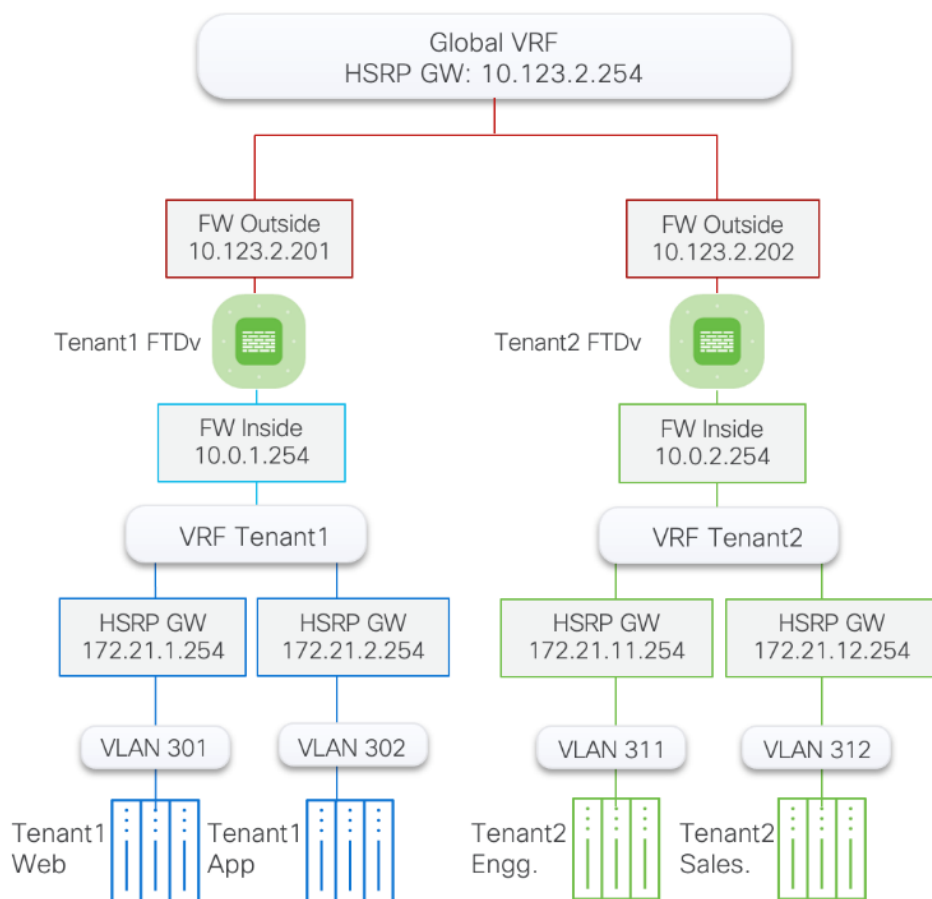 Global VRF
HSRP GW: 10.123.2.254
FW Outside
10.123.2.201
FW Outside
10.123.2.202
Tenant1 FTDv
Tenant2 FTDv
FW Inside
10.0.1.254
FW Inside
10.0.2.254
VRF Tenant1
VRF Tenant2
HSRP GW
172.21.1.254
HSRP GW
172.21.2.254
HSRP GW
172.21.11.254
HSRP GW
172.21.12.254
VLAN 301
VLAN 302
VLAN 311
VLAN 312
Tenant1
Web
Tenant1
App
Tenant2
Engg.
Tenant2
Sales.